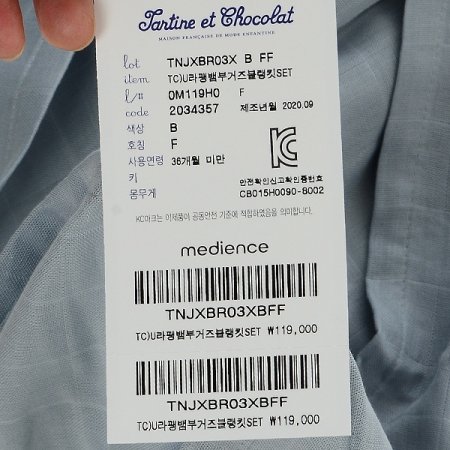 Tartine et Chocolat
MAISON FRANÇAISE DE MODE ENFANTINE
lot TNJXBR03X B FF
item TC)U라팽뱀부거즈블랭킷SET
f/# 0M119H0 F
code 2034357 제조년월 2020.09
색상 B
호칭 F
사용연령 36개월 미만
키
몸무게
안전확인신고확인증번호
CB015H0090-8002
KC마크는 이제품이 공동안전 기준에 적합하였음을 의미합니다.
medience
TNJXBR03XBFF
TC)U라팽뱀부거즈블랭킷SET ₩119,000
TNJXBR03XBFF
TC)U라팽뱀부거즈블랭킷SET ₩119,000